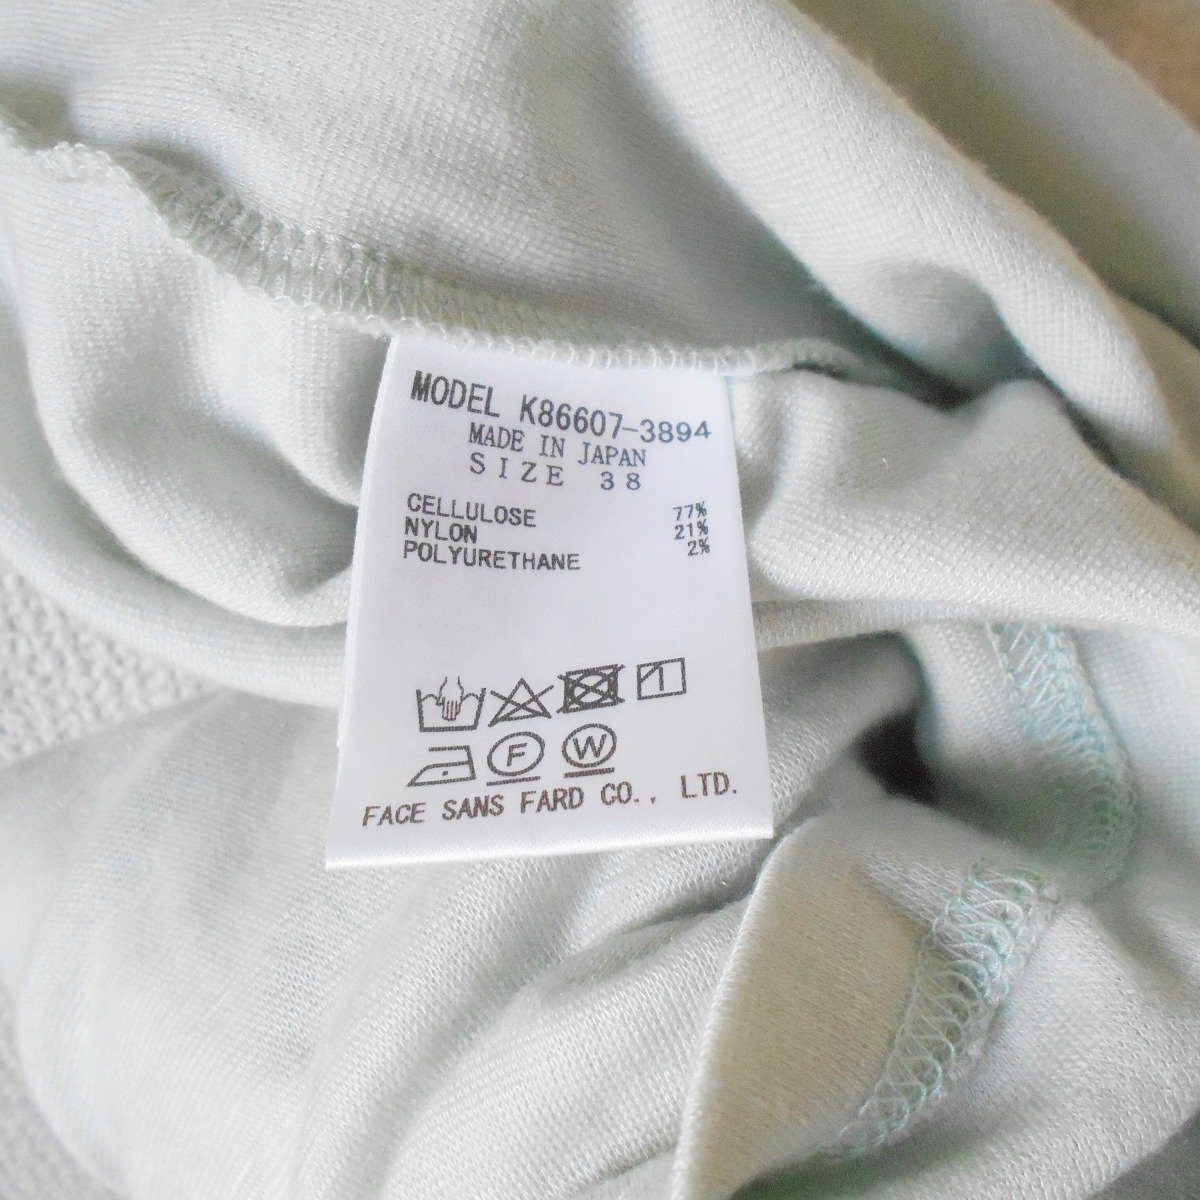 MODEL K86607-3894
MADE IN JAPAN
SIZE 38
CELLULOSE 77%
NYLON 21%
POLYURETHANE 2%
F W
FACE SANS FARD CO., LTD.